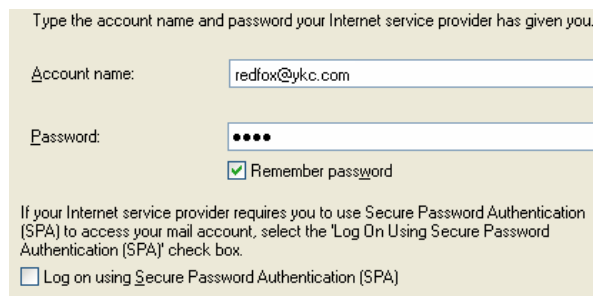 Type the account name and password your Internet service provider has given you.
Account name:
redfox@ykc.com
Password:
●●●●
Remember password
If your Internet service provider requires you to use Secure Password Authentication
(SPA) to access your mail account, select the 'Log On Using Secure Password
Authentication (SPA)' check box.
Log on using Secure Password Authentication (SPA)